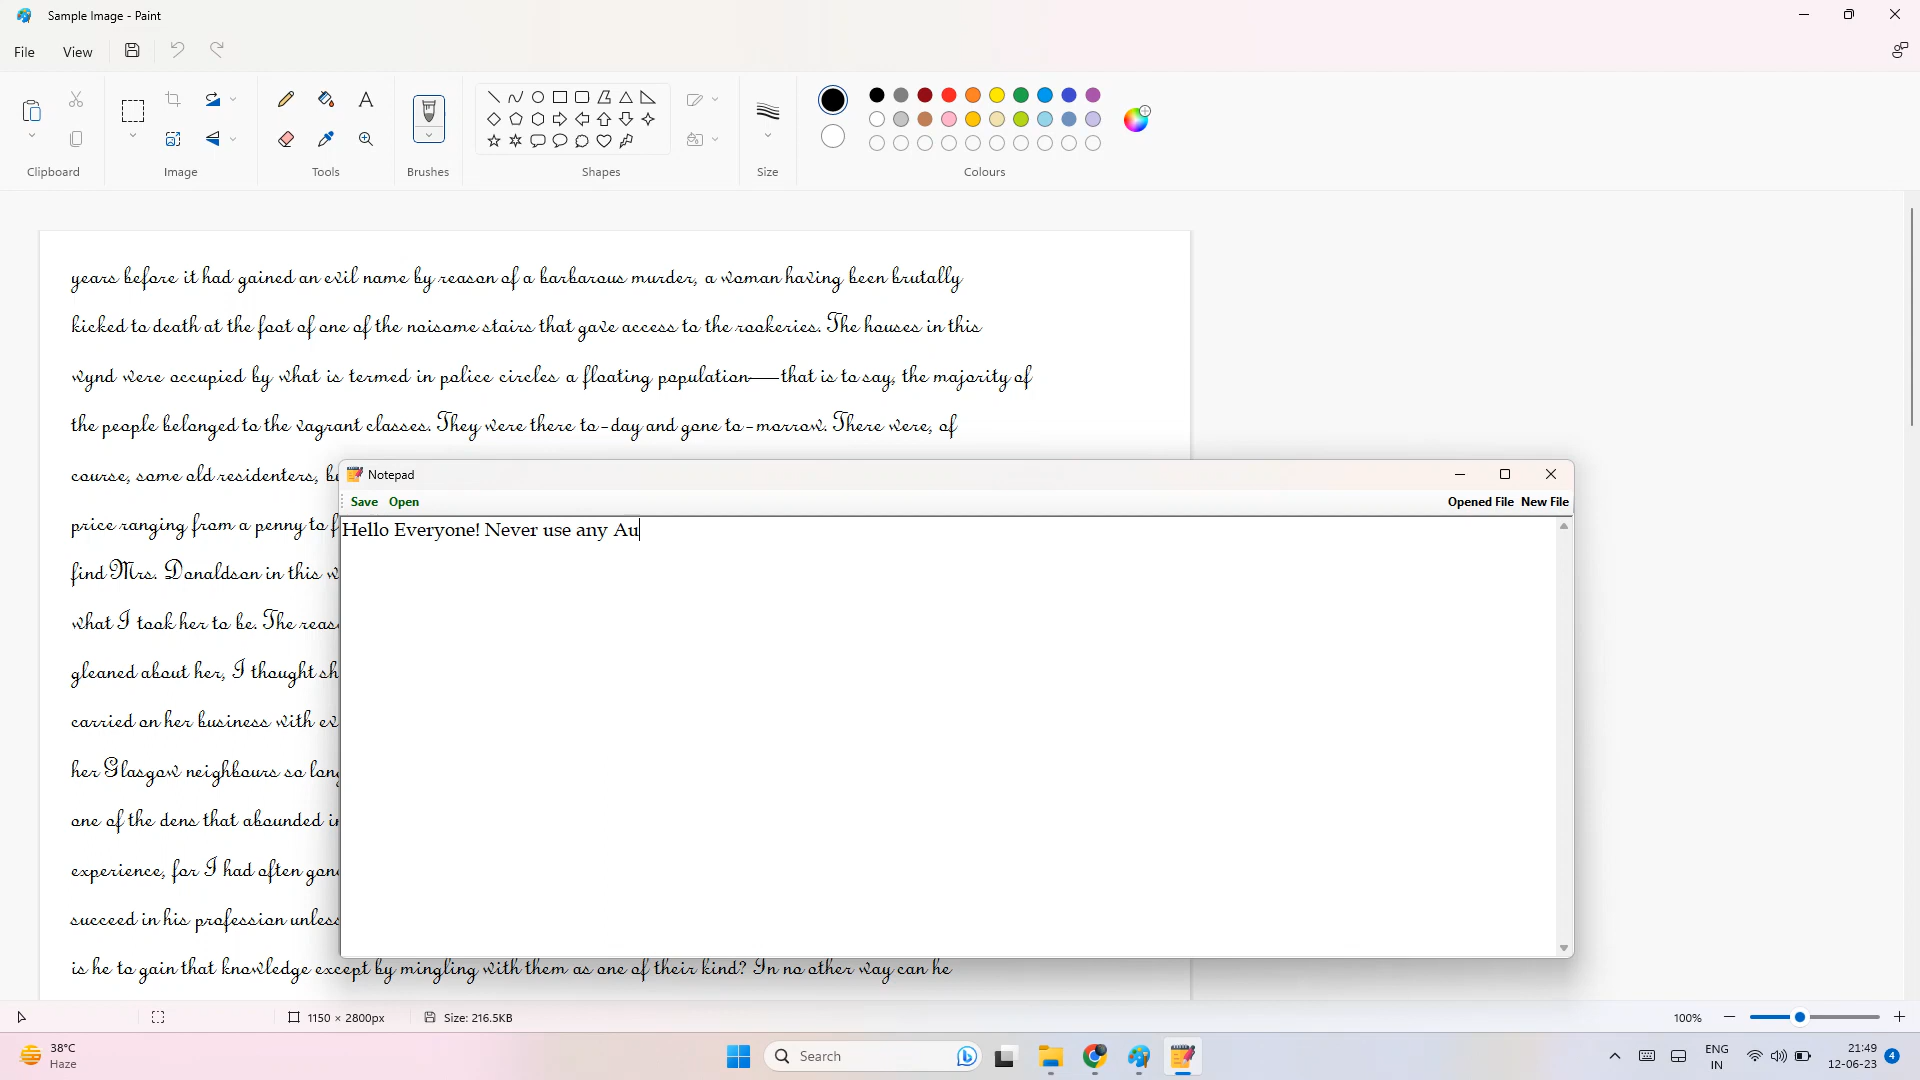 Sample Image - Paint
File View
Clipboard Image Tools Brushes Shapes Size Colours
years before it had gained an evil name by reason of a barbarous murder, a woman having been brutally
kicked to death at the foot of one of the noisome stairs that gave access to the rookeries. The houses in this
wynd were occupied by what is termed in police circles a floating population—that is to say, the majority of
the people belonged to the vagrant classes. They were there to-day and gone to-morrow. There were, of
course, some old residenters,
price ranging from a penny to
find Mrs. Donaldson in this
what I took her to be. The
gleaned about her, I thought
carried on her business with
her Glasgow neighbours so
one of the dens that abounded
experience, for I had often
succeed in his profession
is he to gain that knowledge except by mingling with them as one of their kind? In no other way can he
Notepad
Save Open Opened File New File
Hello Everyone! Never use any Au
1150 × 2800px Size: 216.5KB 100%
38°C
Haze
Search
ENG
IN
21:49
12-06-23
4